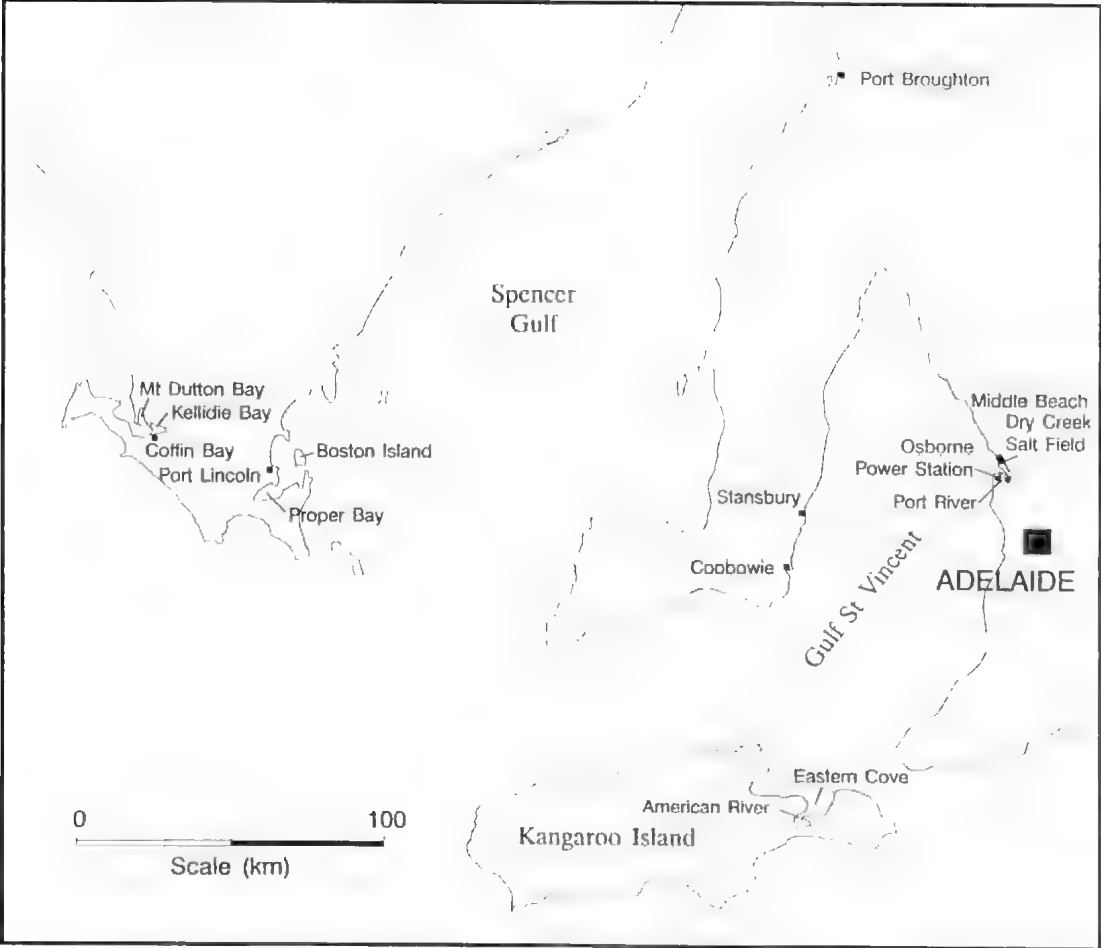 Port Broughton
Spencer
Gulf
Mt Dutton Bay
Kellidie Bay
Coffin Bay
Port Lincoln
Boston Island
Proper Bay
Middle Beach
Dry Creek
Salt Field
Osborne
Power Station
Port River
Stansbury
Coobowie
Gulf St Vincent
ADELAIDE
Eastern Cove
American River
Kangaroo Island
0 100
Scale (km)